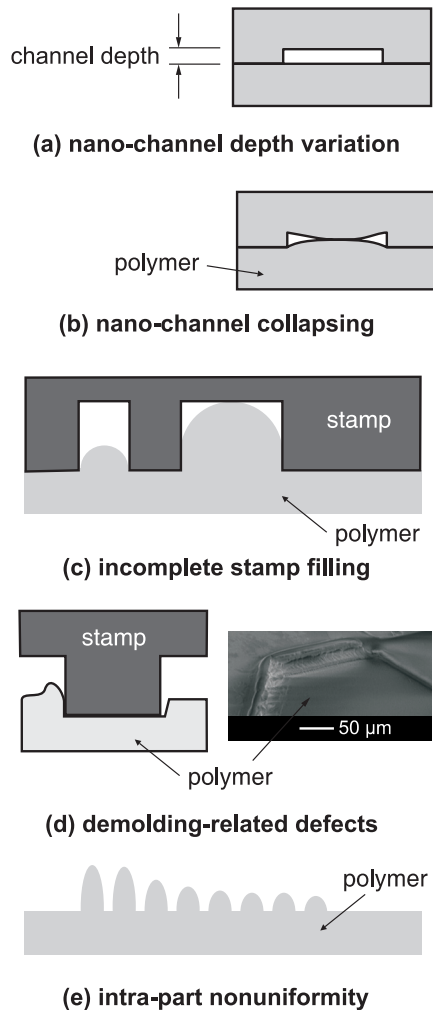 channel depth
(a) nano-channel depth variation
polymer
(b) nano-channel collapsing
stamp
polymer
(c) incomplete stamp filling
stamp
50 µm
polymer
(d) demolding-related defects
polymer
(e) intra-part nonuniformity